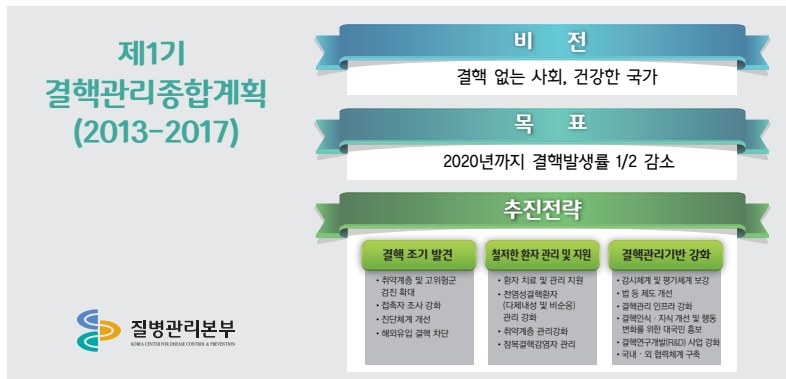 제1기
결핵관리종합계획
(2013-2017)
비 전
결핵 없는 사회, 건강한 국가
목 표
2020년까지 결핵발생률 1/2 감소
추진전략
결핵 조기 발견
• 취약계층 및 고위험군
검진 확대
• 접촉자 조사 강화
• 진단체계 개선
• 해외유입 결핵 차단
철저한 환자 관리 및 지원
• 환자 치료 및 관리 지원
• 전염성결핵환자
(다제내성 및 비순응)
관리 강화
• 취약계층 관리강화
• 잠복결핵감염자 관리
결핵관리기반 강화
• 감시체계 및 평가체계 보강
• 법 등 제도 개선
• 결핵관리 인프라 강화
• 결핵인식 · 지식 개선 및 행동
변화를 위한 대국민 홍보
• 결핵연구개발(R&D) 사업 강화
• 국내 · 외 협력체계 구축
질병관리본부
KOREA CENTER FOR DISEASE CONTROL & PREVENTION